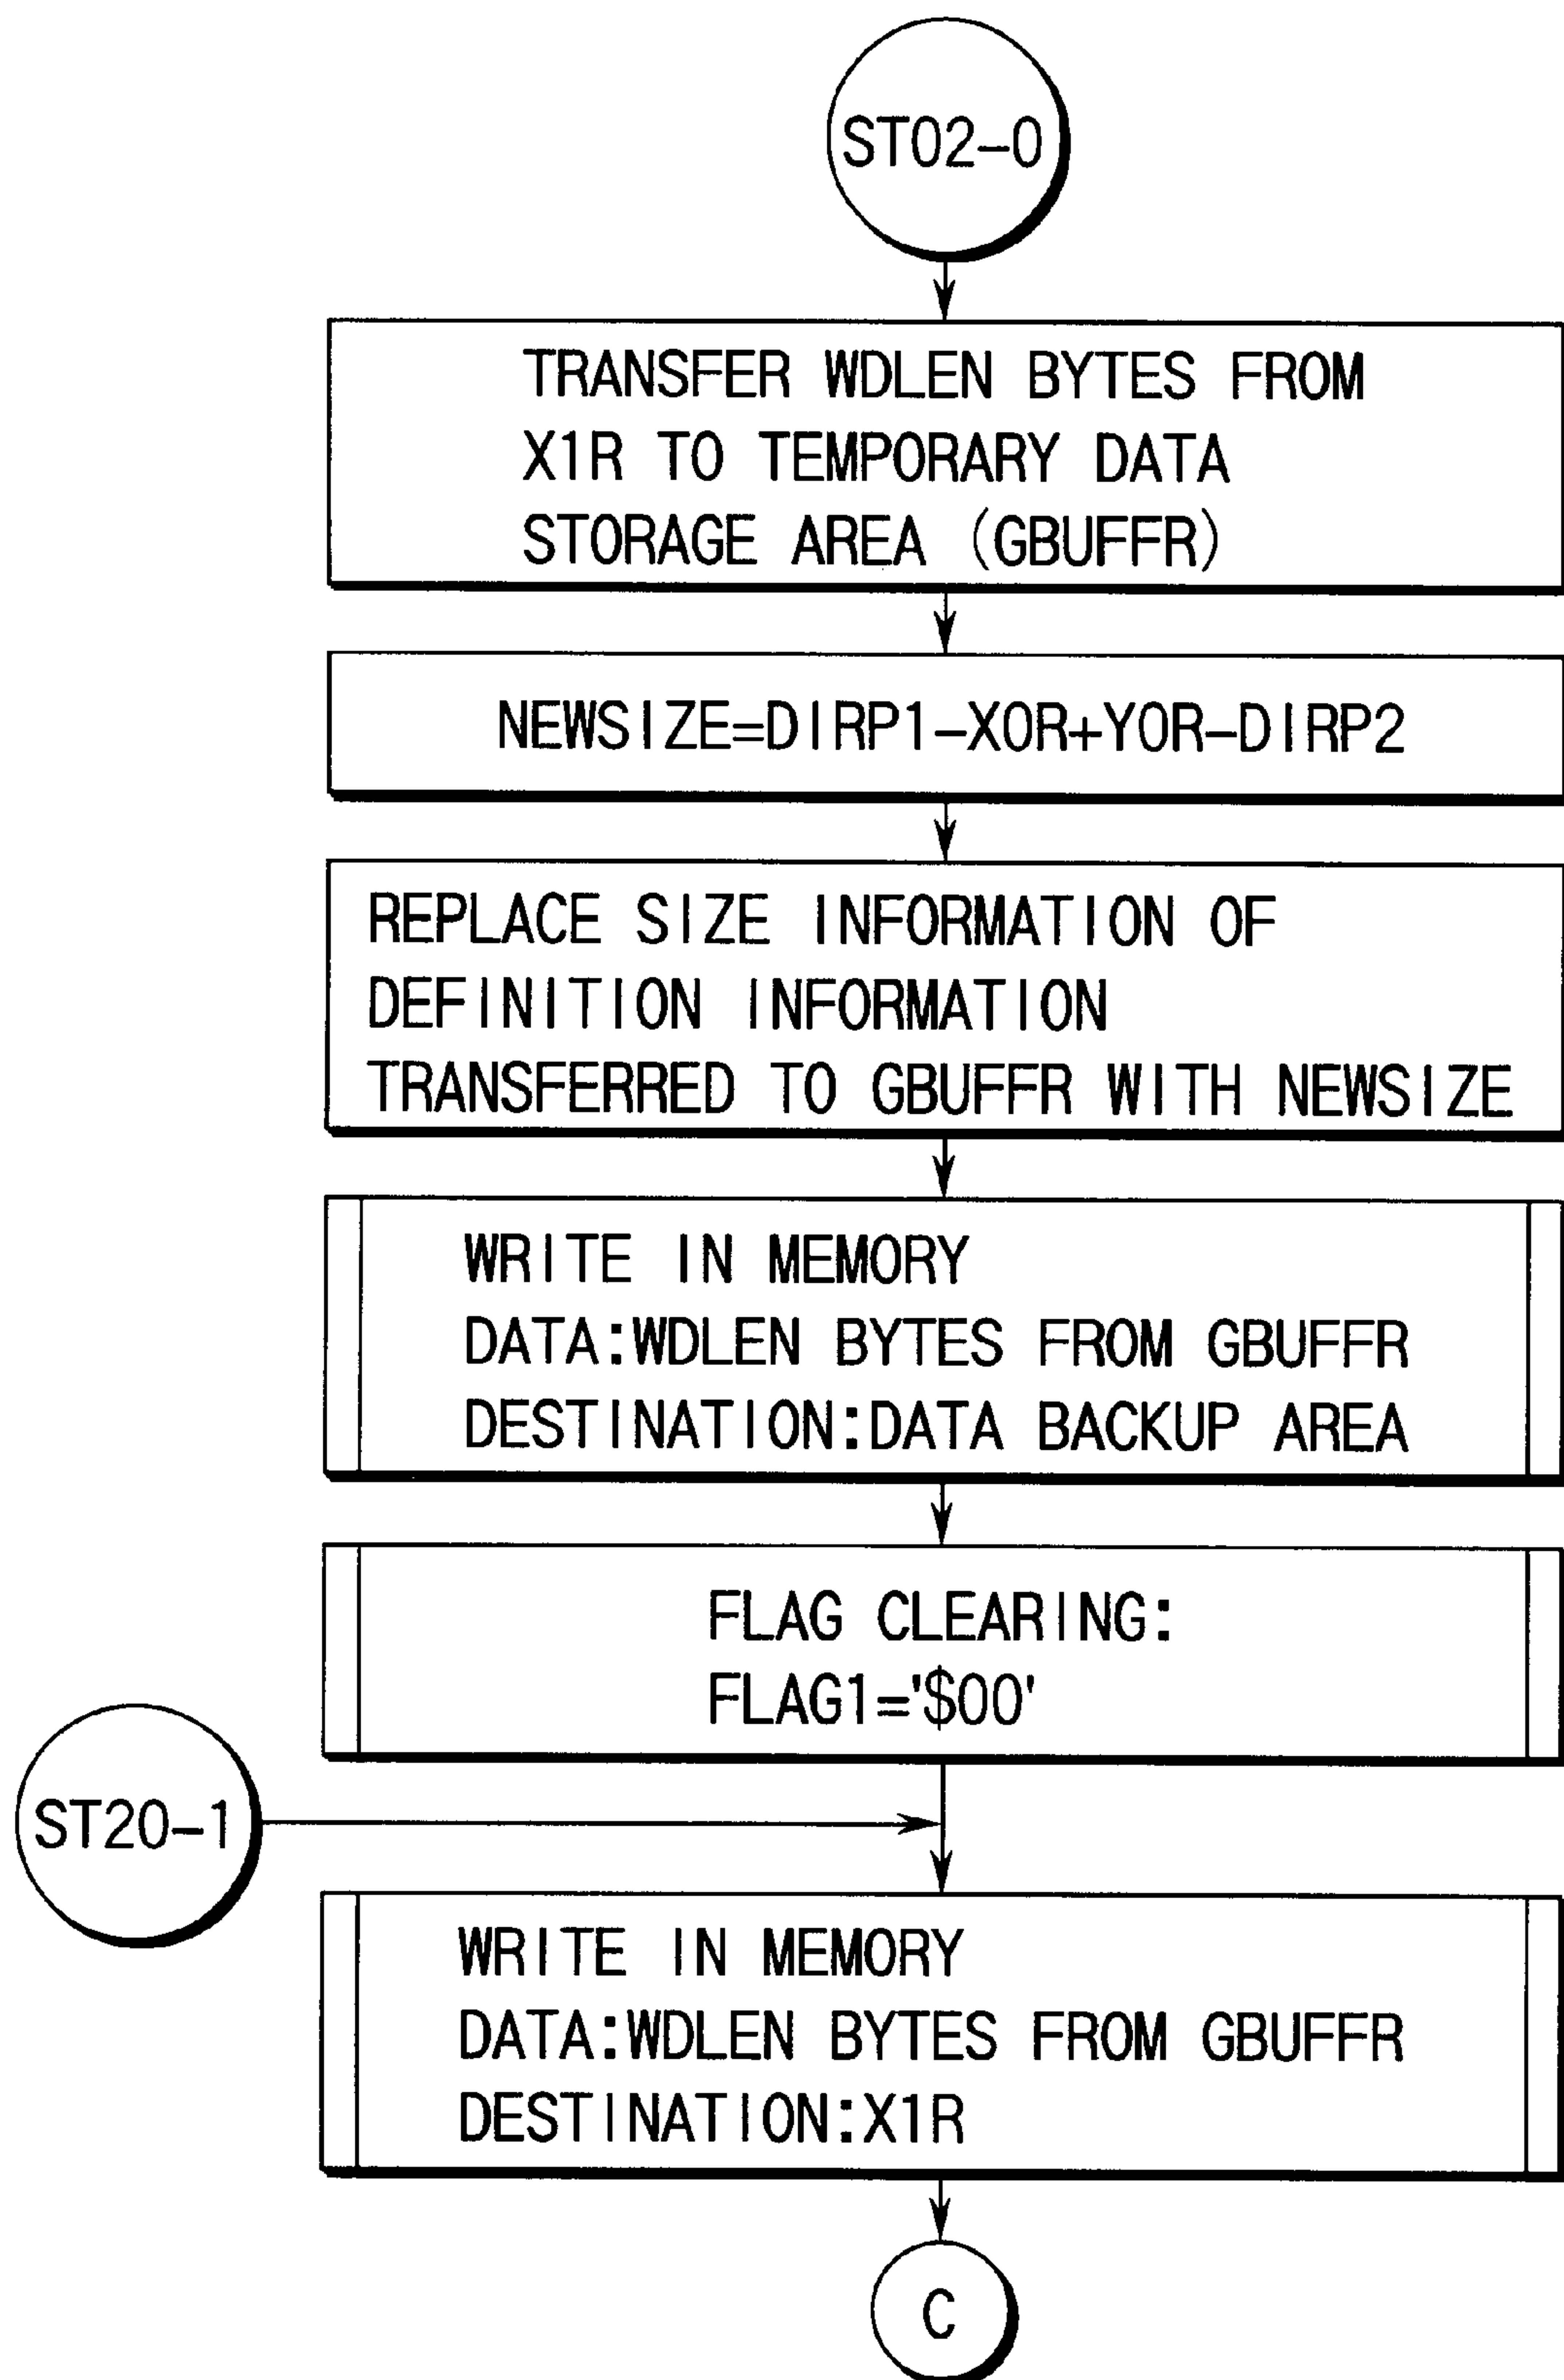 ST02-0
TRANSFER WDLEN BYTES FROM
X1R TO TEMPORARY DATA
STORAGE AREA (GBUFFR)
NEWSIZE=DIRP1-X0R+Y0R-DIRP2
REPLACE SIZE INFORMATION OF
DEFINITION INFORMATION
TRANSFERRED TO GBUFFR WITH NEWSIZE
WRITE IN MEMORY
DATA:WDLEN BYTES FROM GBUFFR
DESTINATION:DATA BACKUP AREA
FLAG CLEARING:
FLAG1='$00'
ST20-1
WRITE IN MEMORY
DATA:WDLEN BYTES FROM GBUFFR
DESTINATION:X1R
C